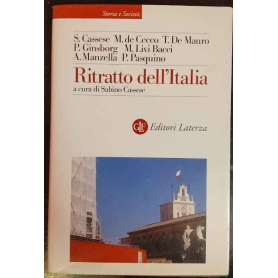 Storia e Società
S. Cassese M. de Cecco T. De Mauro
P. Ginsborg M. Livi Bacci
A. Manzella P. Pasquino
Ritratto dell'Italia
a cura di Sabino Cassese
Editori Laterza